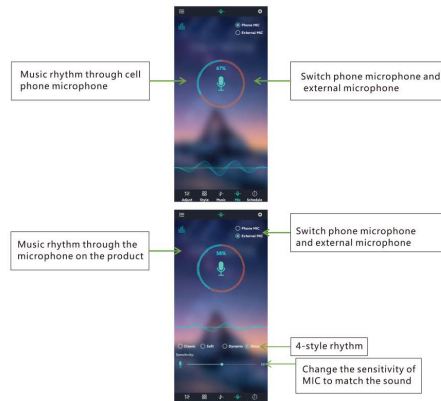 Phone MIC
External MIC
67%
Music rhythm through cell
phone microphone
Switch phone microphone and
external microphone
Adjust Style Music Mic Schedule
Phone MIC
External MIC
Switch phone microphone
and external microphone
50%
Music rhythm through the
microphone on the product
Classic Soft Dynamic
4-style rhythm
Sensitivity
Change the sensitivity of
MIC to match the sound